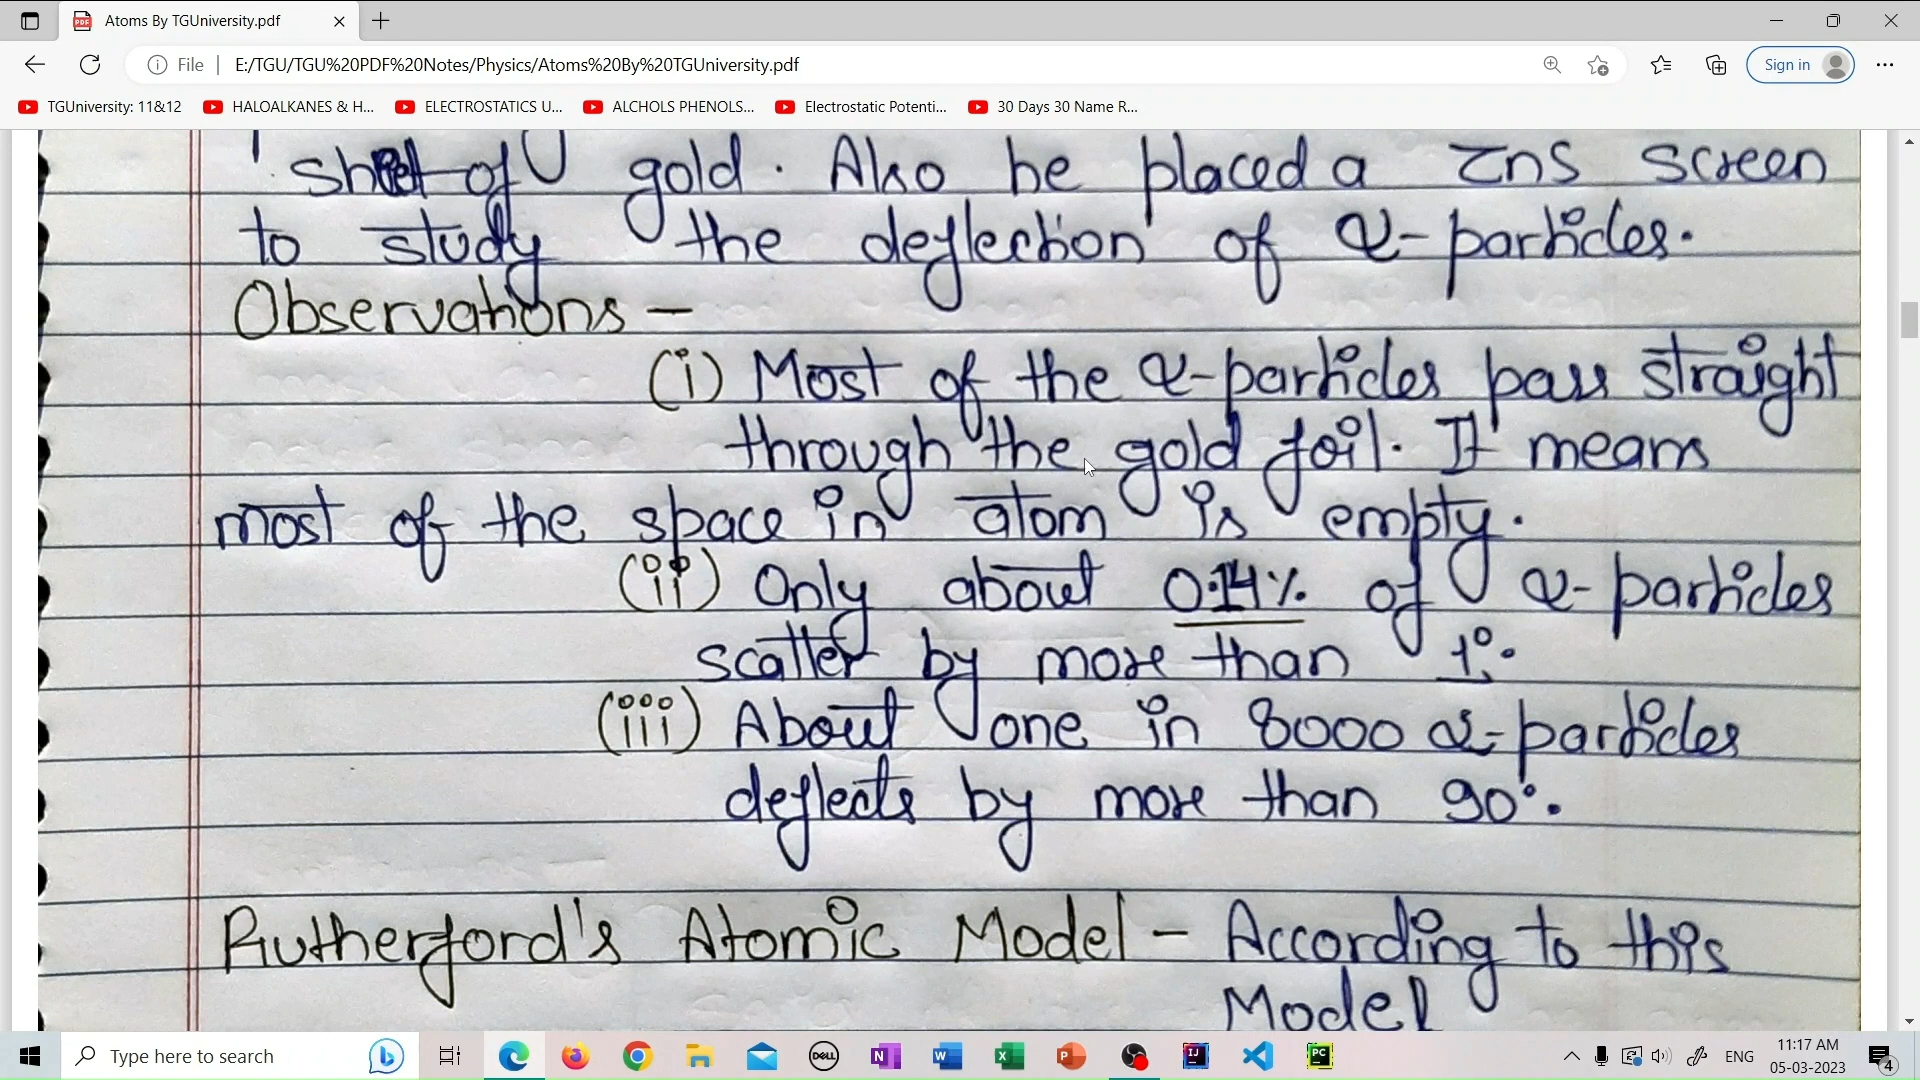 Atoms By TGUniversity.pdf
File
E:/TGU/TGU%20PDF%20Notes/Physics/Atoms%20By%20TGUniversity.pdf
Sign in
TGUniversity: 11&12
HALOALKANES & H...
ELECTROSTATICS U...
ALCHOLS PHENOLS...
Electrostatic Potenti...
30 Days 30 Name R...
sheet of gold. Also he placed a ZnS screen
to study the deflection of α-particles.
Observations –
(i) Most of the α-particles pass straight
through the gold foil. It means
most of the space in atom is empty.
(ii) Only about 0.14% of α-particles
scatter by more than 1°.
(iii) About one in 8000 α-particles
deflects by more than 90°.
Rutherford's Atomic Model – According to this
Model
Type here to search
ENG
11:17 AM
05-03-2023
4